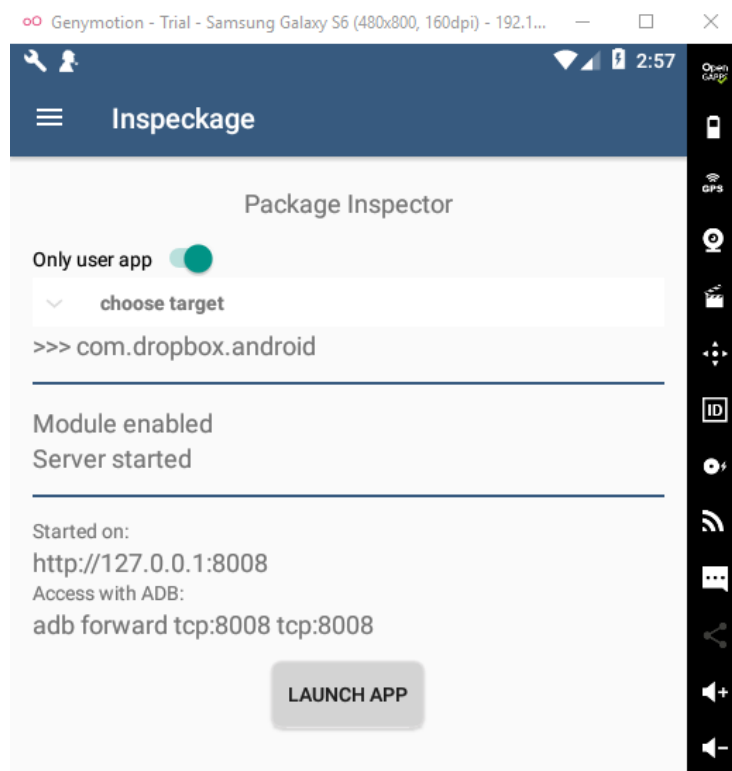 Genymotion - Trial - Samsung Galaxy S6 (480x800, 160dpi) - 192.1...
2:57
Open
GAPPS
Inspeckage
GPS
Package Inspector
Only user app
choose target
>>> com.dropbox.android
ID
Module enabled
Server started
Started on:
http://127.0.0.1:8008
Access with ADB:
adb forward tcp:8008 tcp:8008
LAUNCH APP